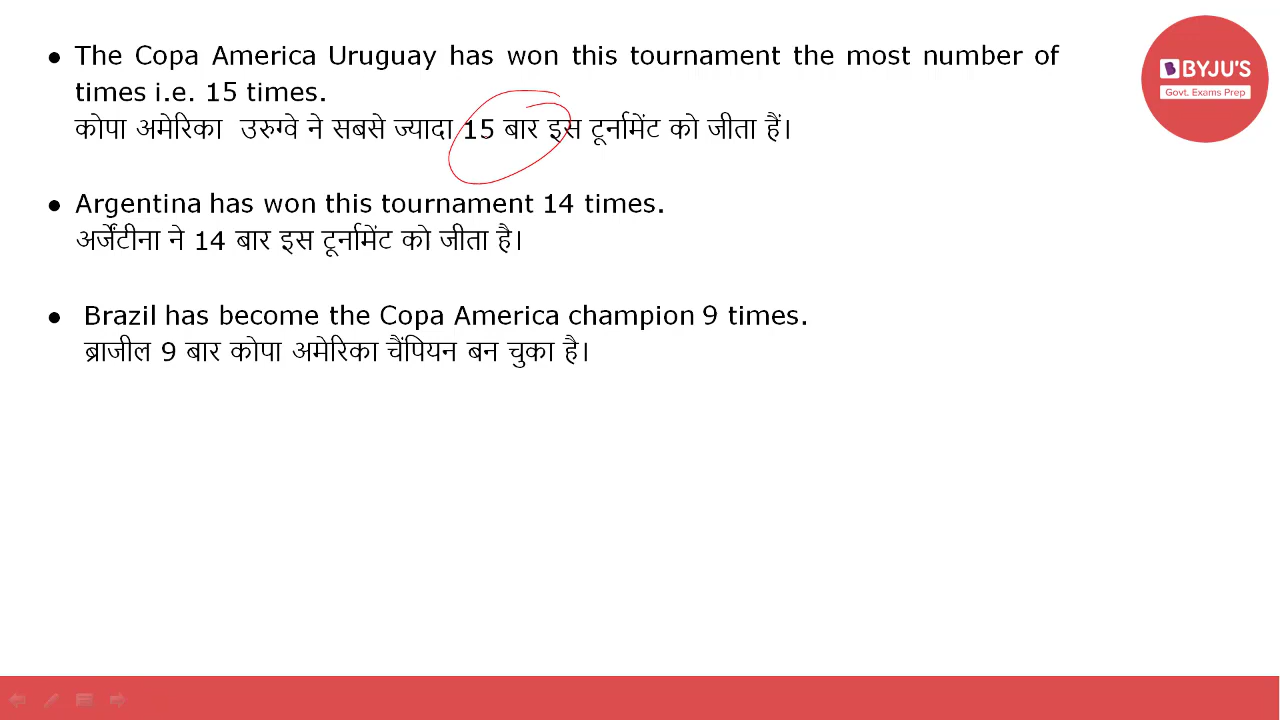 • The Copa America Uruguay has won this tournament the most number of
times i.e. 15 times.
कोपा अमेरिका उरुग्वे ने सबसे ज्यादा 15 बार इस टूर्नामेंट को जीता हैं।
• Argentina has won this tournament 14 times.
अर्जेंटीना ने 14 बार इस टूर्नामेंट को जीता है।
• Brazil has become the Copa America champion 9 times.
ब्राजील 9 बार कोपा अमेरिका चैंपियन बन चुका है।
BYJU'S
Govt. Exams Prep